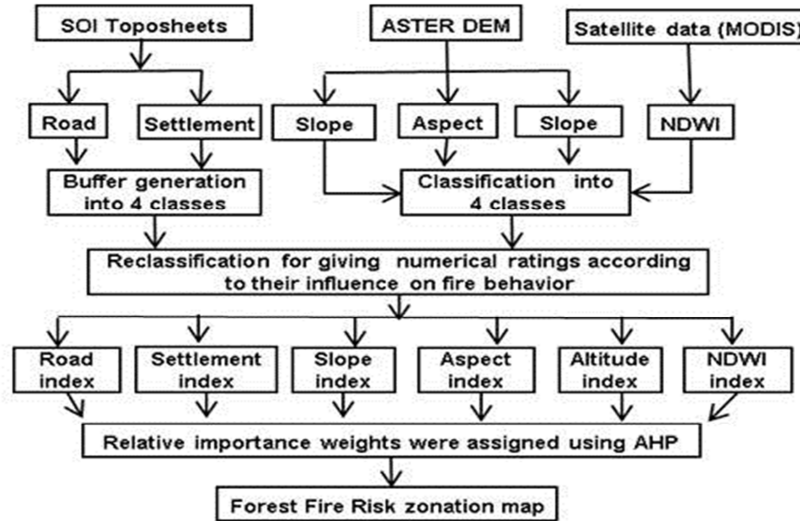 SOI Toposheets
ASTER DEM
Satellite data (MODIS)
Road
Settlement
Slope
Aspect
Slope
NDWI
Buffer generation
into 4 classes
Classification into
4 classes
Reclassification for giving numerical ratings according
to their influence on fire behavior
Road
index
Settlement
index
Slope
index
Aspect
index
Altitude
index
NDWI
index
Relative importance weights were assigned using AHP
Forest Fire Risk zonation map